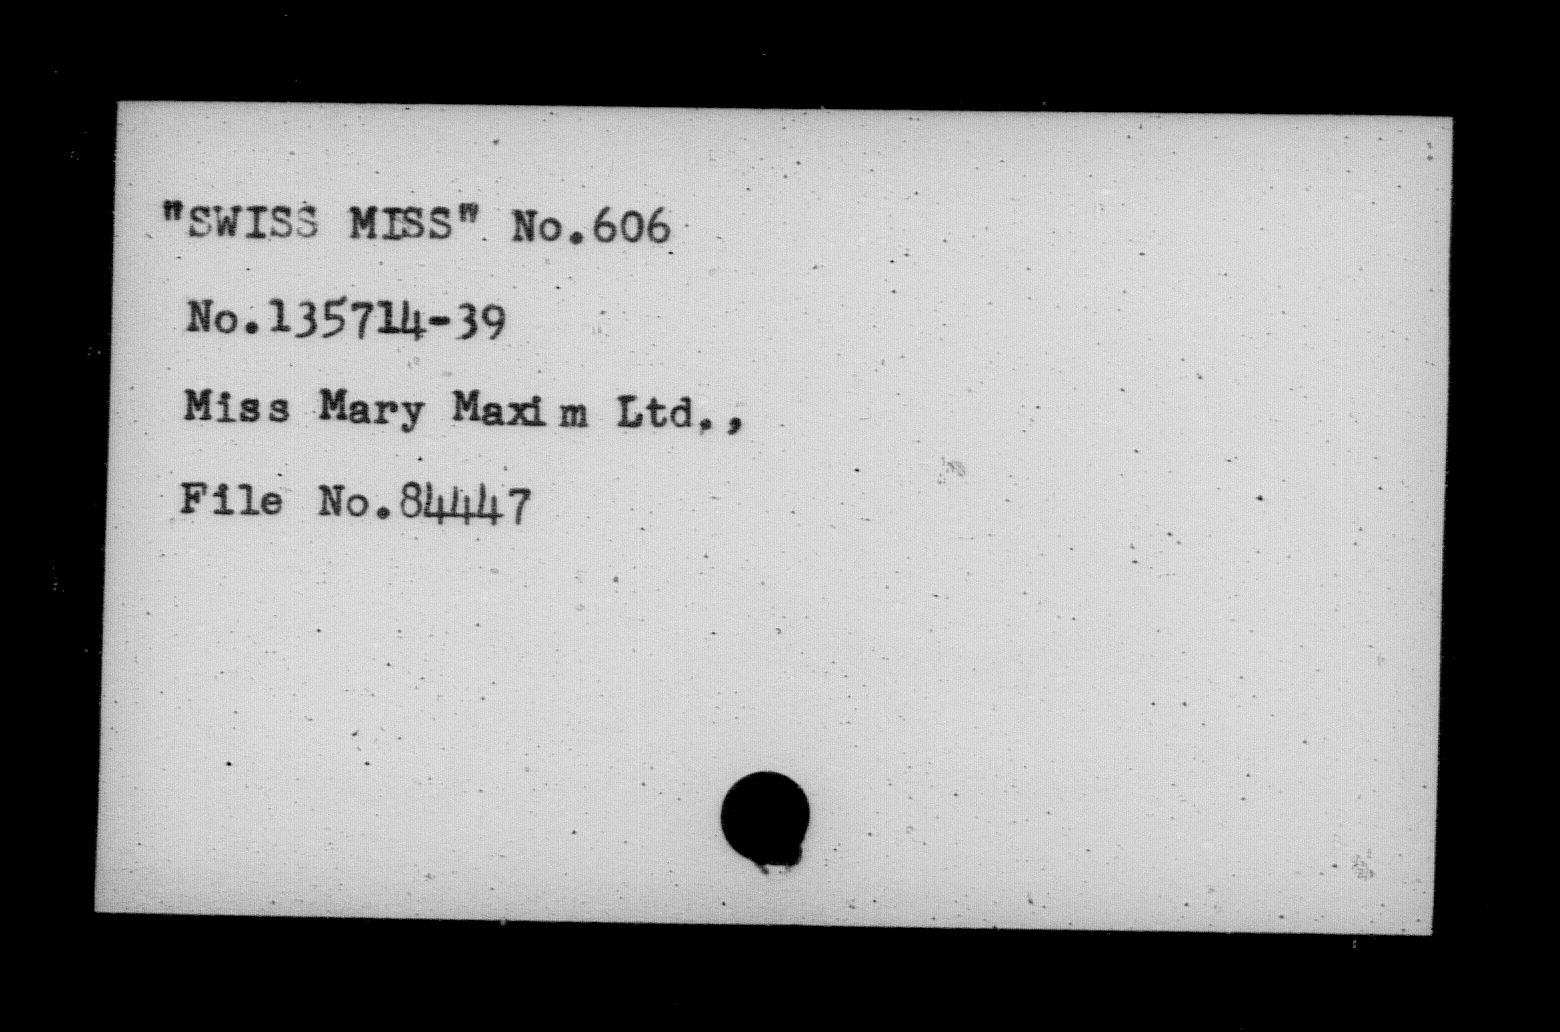 "SWISS MISS" No.606
No.135714-39
Miss Mary Maxim Ltd.,
File No.84447